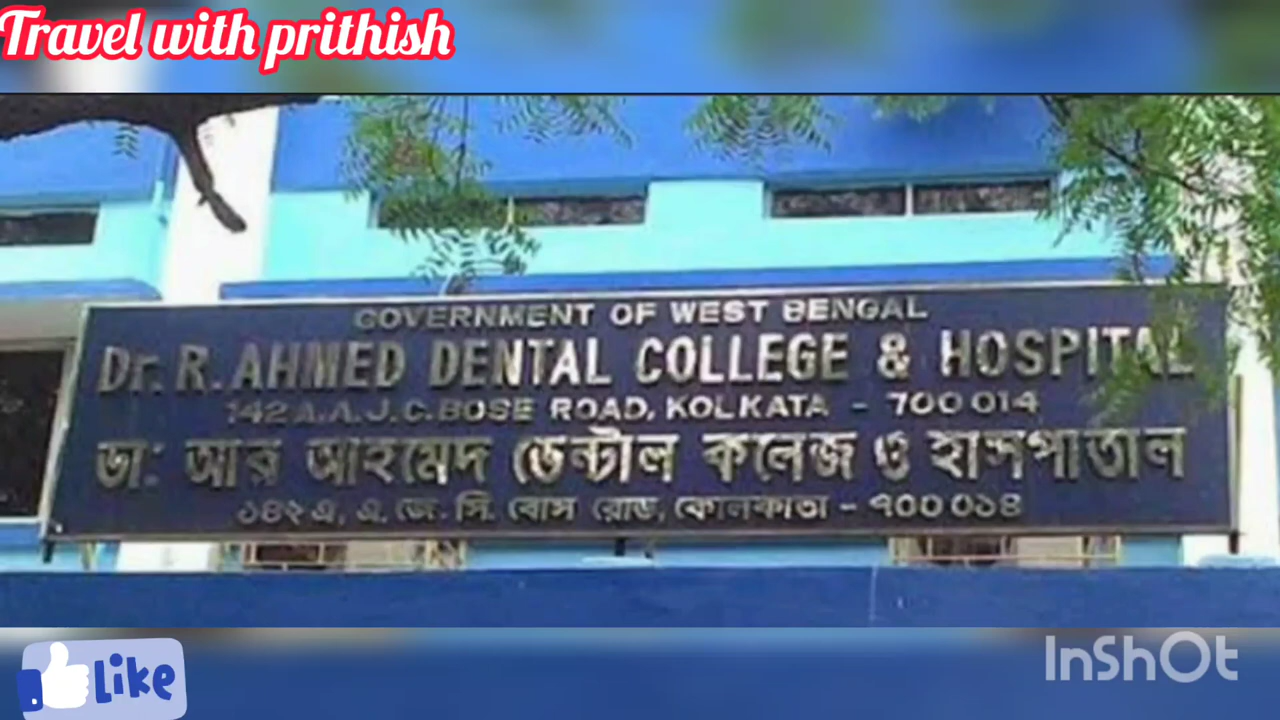 Travel with prithish
GOVERNMENT OF WEST BENGAL
Dr. R. AHMED DENTAL COLLEGE & HOSPITAL
142 A. A. J. C. BOSE ROAD, KOLKATA - 700 014
ডাঃ আর আহমেদ ডেন্টাল কলেজ ও হাসপাতাল
১৪২ এ, এ. জে. সি. বোস রোড, কোলকাতা - ৭০০ ০১৪
Like
InShOt